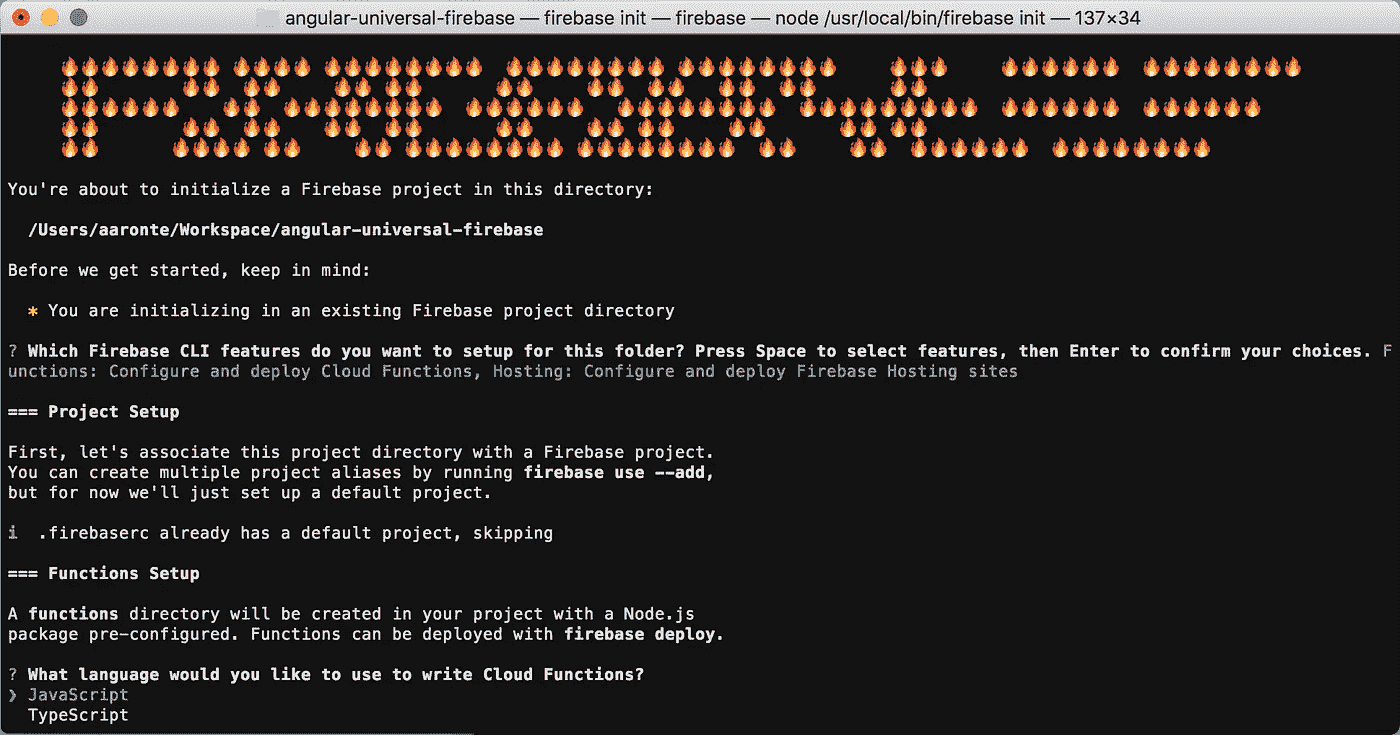 angular-universal-firebase — firebase init — firebase — node /usr/local/bin/firebase init — 137×34
You're about to initialize a Firebase project in this directory:
/Users/aaronte/Workspace/angular-universal-firebase
Before we get started, keep in mind:
* You are initializing in an existing Firebase project directory
? Which Firebase CLI features do you want to setup for this folder? Press Space to select features, then Enter to confirm your choices. F
unctions: Configure and deploy Cloud Functions, Hosting: Configure and deploy Firebase Hosting sites
=== Project Setup
First, let's associate this project directory with a Firebase project.
You can create multiple project aliases by running firebase use --add,
but for now we'll just set up a default project.
i .firebaserc already has a default project, skipping
=== Functions Setup
A functions directory will be created in your project with a Node.js
package pre-configured. Functions can be deployed with firebase deploy.
? What language would you like to use to write Cloud Functions?
❯ JavaScript
TypeScript